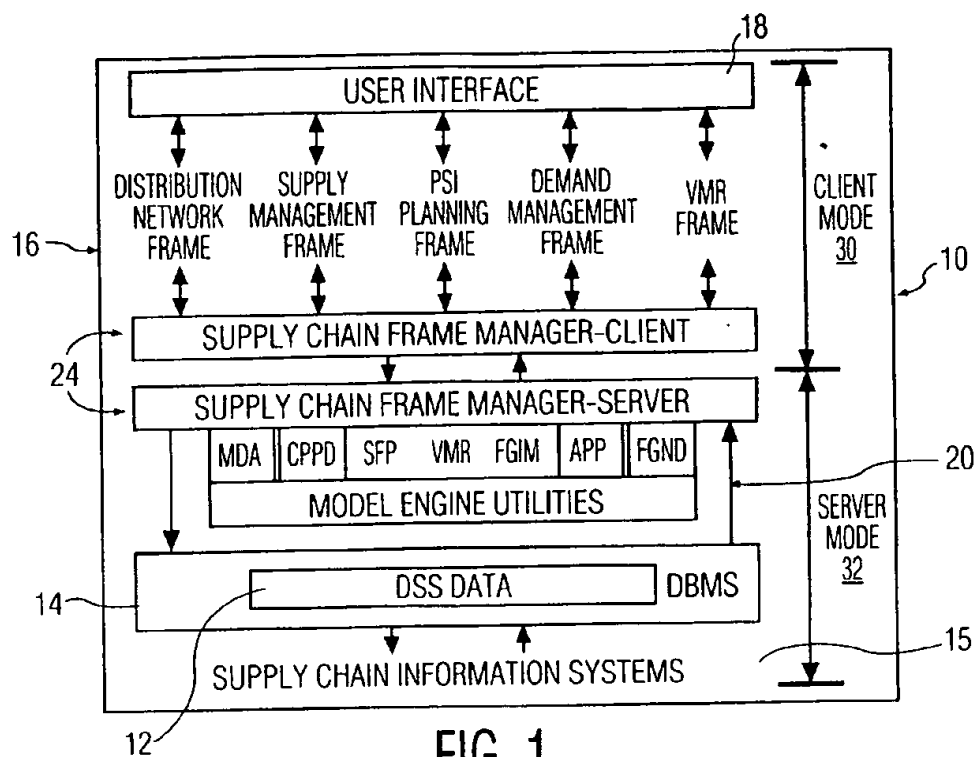 18
USER INTERFACE
DISTRIBUTION
NETWORK
FRAME
SUPPLY
MANAGEMENT
FRAME
PSI
PLANNING
FRAME
DEMAND
MANAGEMENT
FRAME
VMR
FRAME
CLIENT
MODE
30
16
10
SUPPLY CHAIN FRAME MANAGER-CLIENT
24
SUPPLY CHAIN FRAME MANAGER-SERVER
MDA CPPD SFP VMR FGIM APP FGND
20
MODEL ENGINE UTILITIES
SERVER
MODE
32
14
DSS DATA DBMS
15
SUPPLY CHAIN INFORMATION SYSTEMS
12
FIG. 1